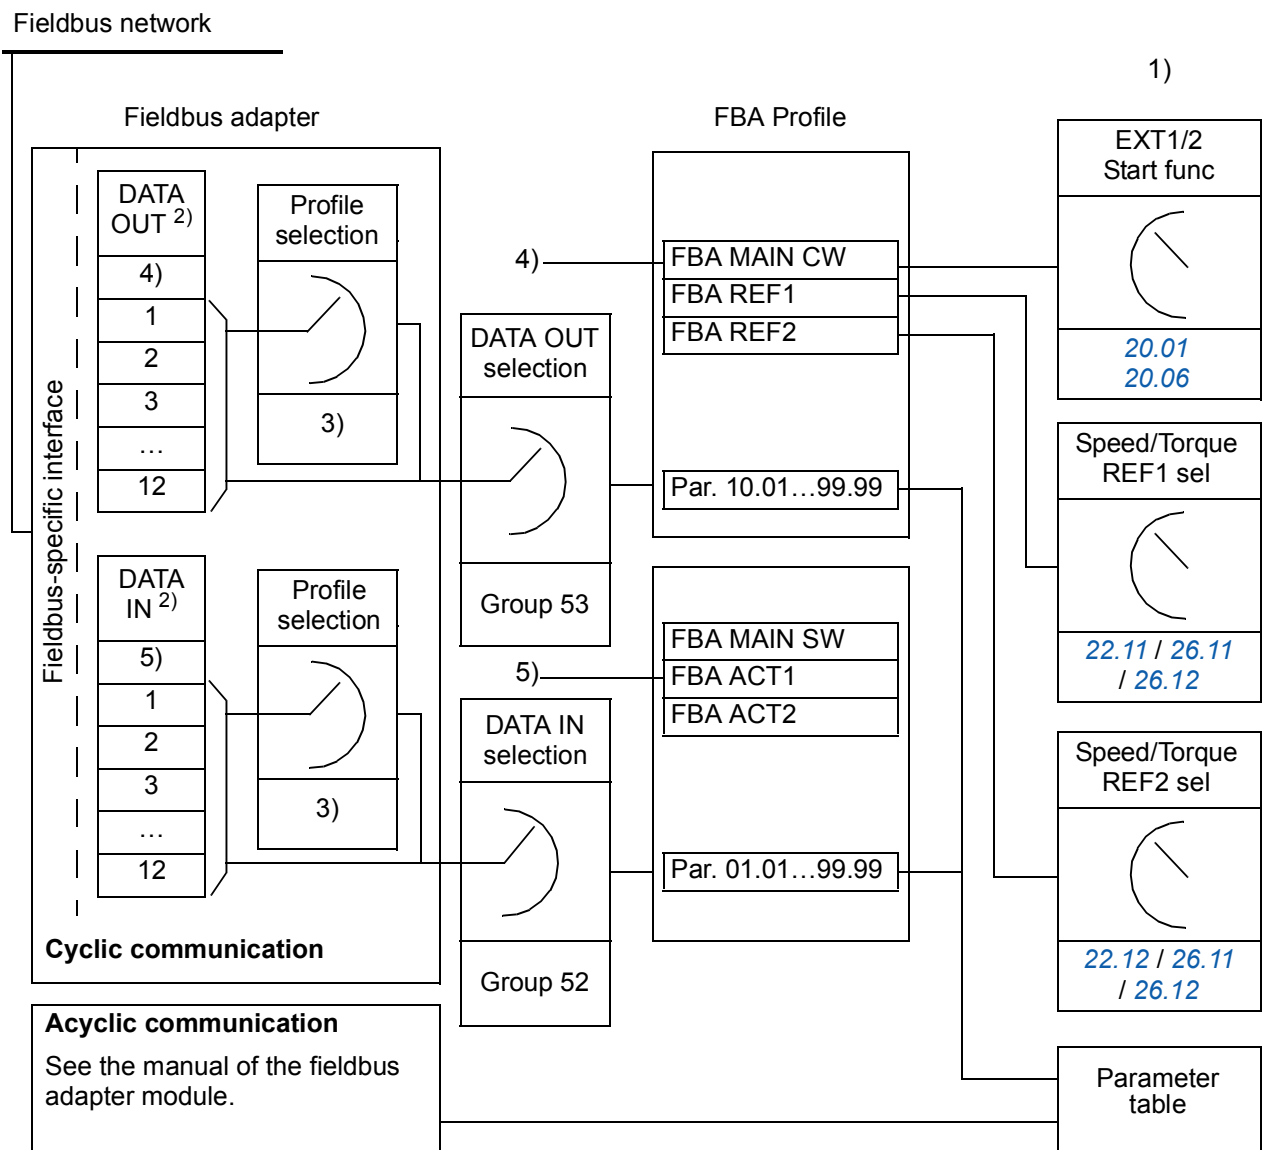 Fieldbus network
1)
Fieldbus adapter
FBA Profile
Fieldbus-specific interface
DATA
OUT 2)
4)
1
2
3
…
12
Profile
selection
3)
DATA OUT
selection
Group 53
4)
FBA MAIN CW
FBA REF1
FBA REF2
Par. 10.01…99.99
EXT1/2
Start func
20.01
20.06
Speed/Torque
REF1 sel
22.11 / 26.11
/ 26.12
DATA
IN 2)
5)
1
2
3
…
12
Profile
selection
3)
DATA IN
selection
Group 52
5)
FBA MAIN SW
FBA ACT1
FBA ACT2
Par. 01.01…99.99
Speed/Torque
REF2 sel
22.12 / 26.11
/ 26.12
Cyclic communication
Acyclic communication
See the manual of the fieldbus
adapter module.
Parameter
table